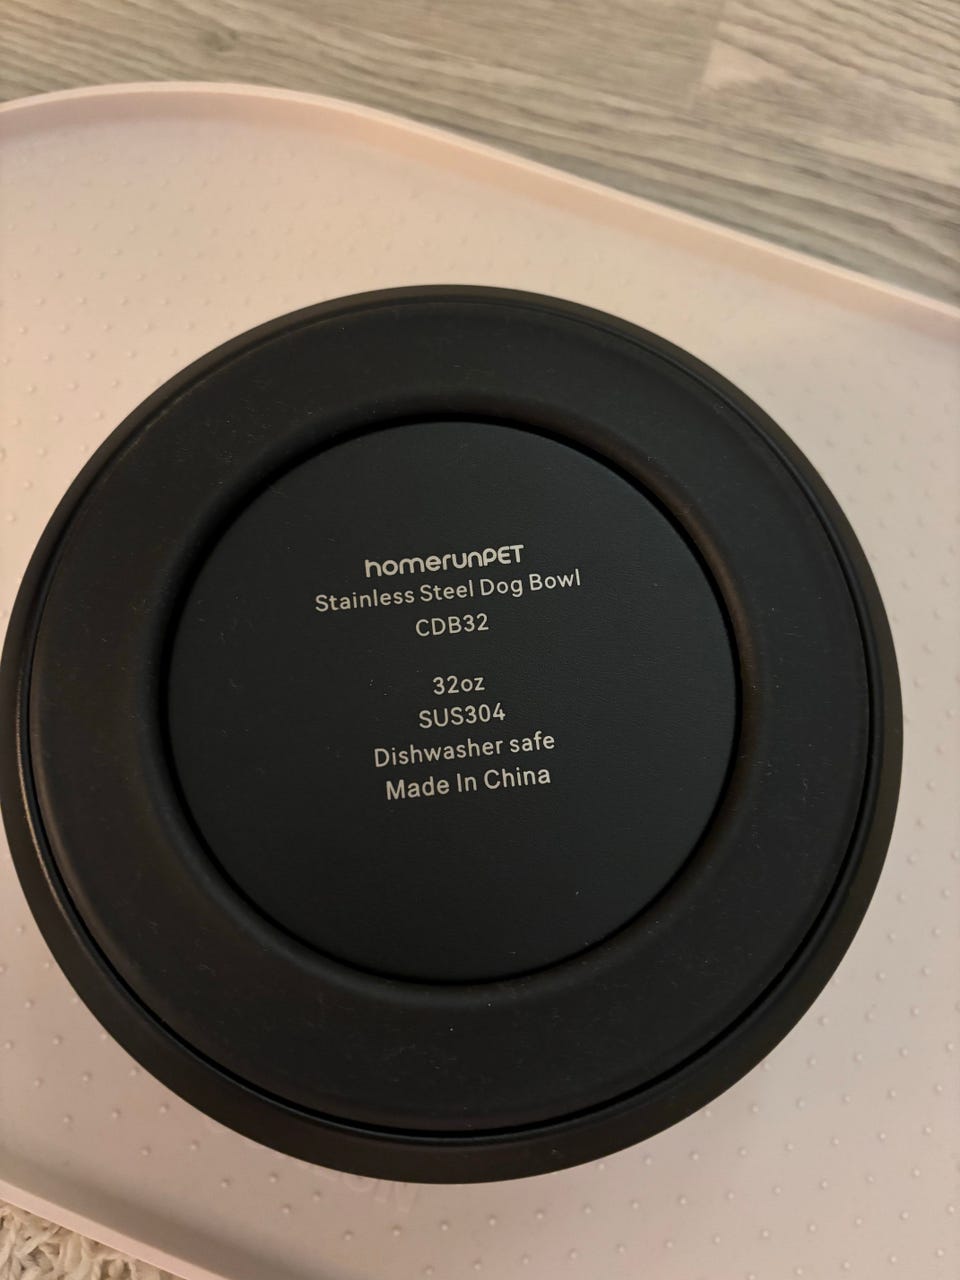 homerunPET
Stainless Steel Dog Bowl
CDB32
32oz
SUS304
Dishwasher safe
Made In China